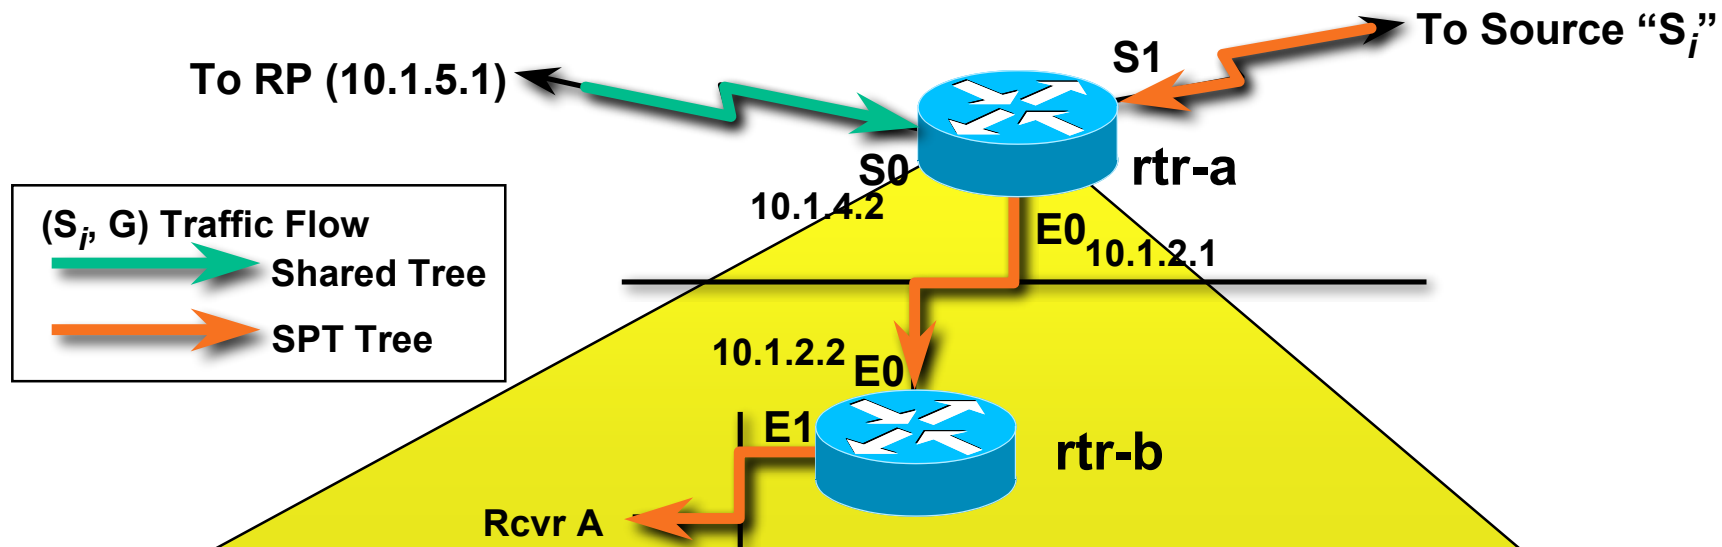 To Source “Si”
S1
To RP (10.1.5.1)
rtr-a
S0
10.1.4.2
(Si, G) Traffic Flow
Shared Tree
SPT Tree
E0
10.1.2.1
10.1.2.2
E0
E1
rtr-b
Rcvr A